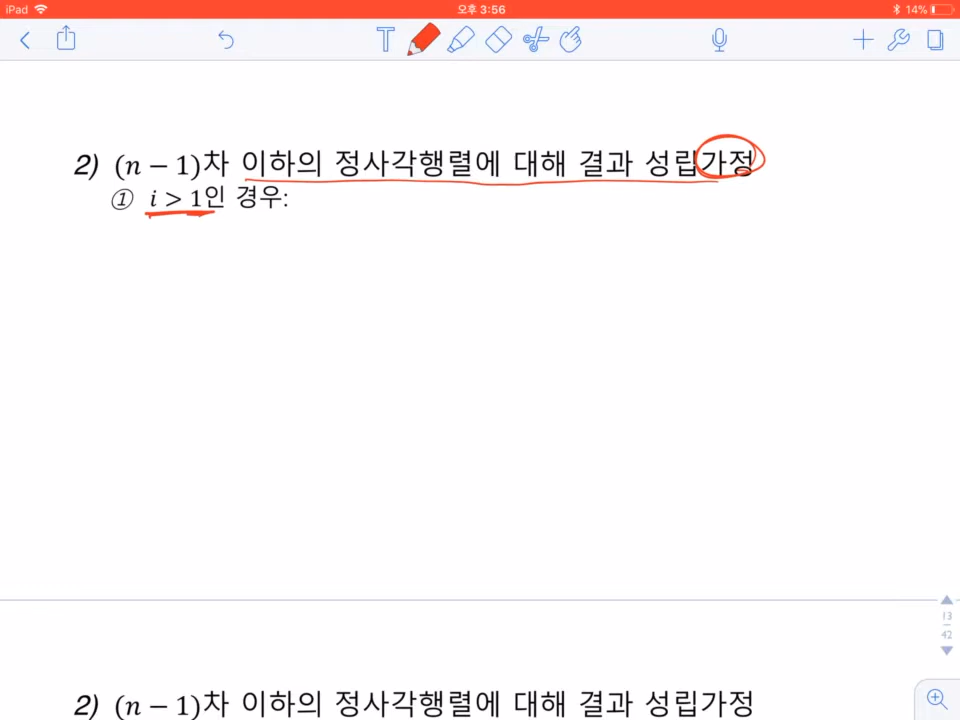 iPad 오후 3:56 14%
T
2) (n − 1)차 이하의 정사각행렬에 대해 결과 성립가정
① i > 1인 경우:
13
42
2) (n − 1)차 이하의 정사각행렬에 대해 결과 성립가정